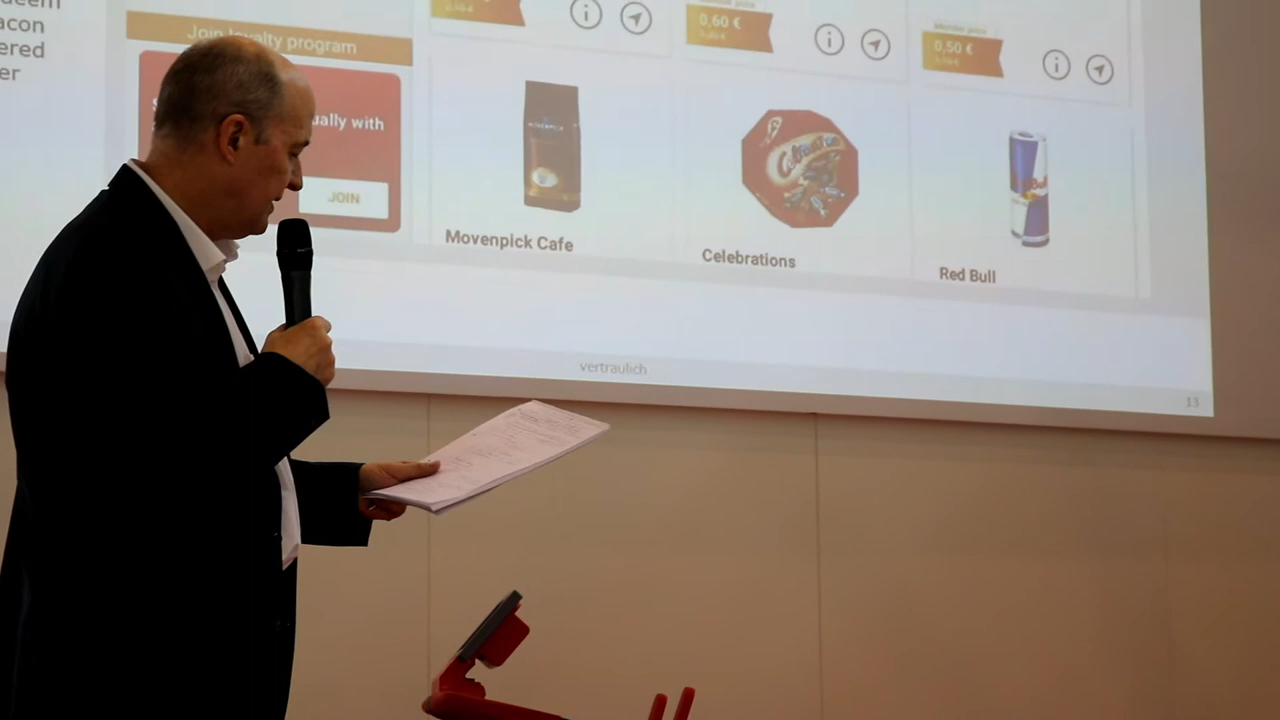 acon
ered
er
Join loyalty program
ually with
JOIN
0,60 €
0,50 €
Movenpick Cafe
Celebrations
Red Bull
vertraulich
13